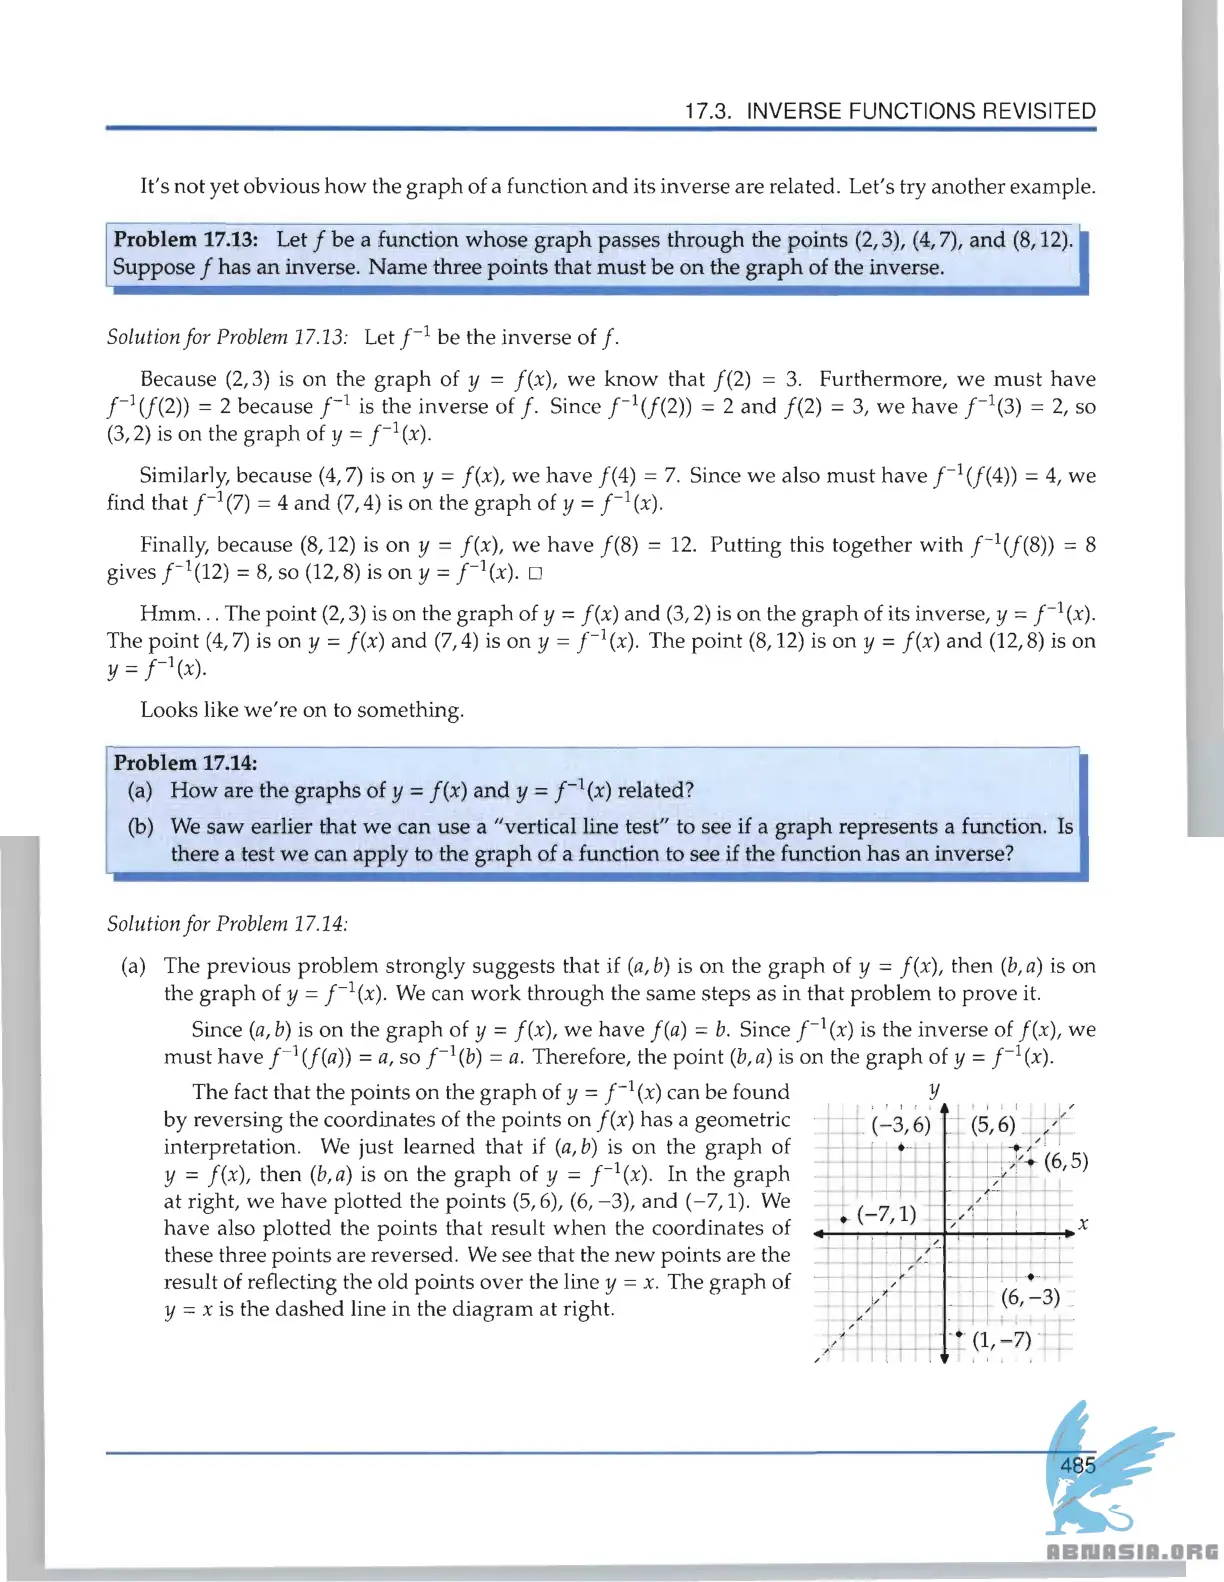 17.3. INVERSE FUNCTIONS REVISITED
It's not yet obvious how the graph of a function and its inverse are related. Let's try another example.
Problem 17.13: Let f be a function whose graph passes through the points (2,3), (4,7), and (8,12).
Suppose f has an inverse. Name three points that must be on the graph of the inverse.
Solution for Problem 17.13: Let f⁻¹ be the inverse of f.
Because (2,3) is on the graph of y = f(x), we know that f(2) = 3. Furthermore, we must have
f⁻¹(f(2)) = 2 because f⁻¹ is the inverse of f. Since f⁻¹(f(2)) = 2 and f(2) = 3, we have f⁻¹(3) = 2, so
(3,2) is on the graph of y = f⁻¹(x).
Similarly, because (4,7) is on y = f(x), we have f(4) = 7. Since we also must have f⁻¹(f(4)) = 4, we
find that f⁻¹(7) = 4 and (7,4) is on the graph of y = f⁻¹(x).
Finally, because (8,12) is on y = f(x), we have f(8) = 12. Putting this together with f⁻¹(f(8)) = 8
gives f⁻¹(12) = 8, so (12,8) is on y = f⁻¹(x). □
Hmm... The point (2,3) is on the graph of y = f(x) and (3,2) is on the graph of its inverse, y = f⁻¹(x).
The point (4,7) is on y = f(x) and (7,4) is on y = f⁻¹(x). The point (8,12) is on y = f(x) and (12,8) is on
y = f⁻¹(x).
Looks like we're on to something.
Problem 17.14:
(a) How are the graphs of y = f(x) and y = f⁻¹(x) related?
(b) We saw earlier that we can use a "vertical line test" to see if a graph represents a function. Is
there a test we can apply to the graph of a function to see if the function has an inverse?
Solution for Problem 17.14:
(a) The previous problem strongly suggests that if (a,b) is on the graph of y = f(x), then (b,a) is on
the graph of y = f⁻¹(x). We can work through the same steps as in that problem to prove it.
Since (a,b) is on the graph of y = f(x), we have f(a) = b. Since f⁻¹(x) is the inverse of f(x), we
must have f⁻¹(f(a)) = a, so f⁻¹(b) = a. Therefore, the point (b,a) is on the graph of y = f⁻¹(x).
The fact that the points on the graph of y = f⁻¹(x) can be found
by reversing the coordinates of the points on f(x) has a geometric
interpretation. We just learned that if (a,b) is on the graph of
y = f(x), then (b,a) is on the graph of y = f⁻¹(x). In the graph
at right, we have plotted the points (5,6), (6,−3), and (−7,1). We
have also plotted the points that result when the coordinates of
these three points are reversed. We see that the new points are the
result of reflecting the old points over the line y = x. The graph of
y = x is the dashed line in the diagram at right.
y
(−3,6) (5,6)
(6,5)
(−7,1)
x
(6,−3)
(1,−7)
485
ABNASIA.ORG